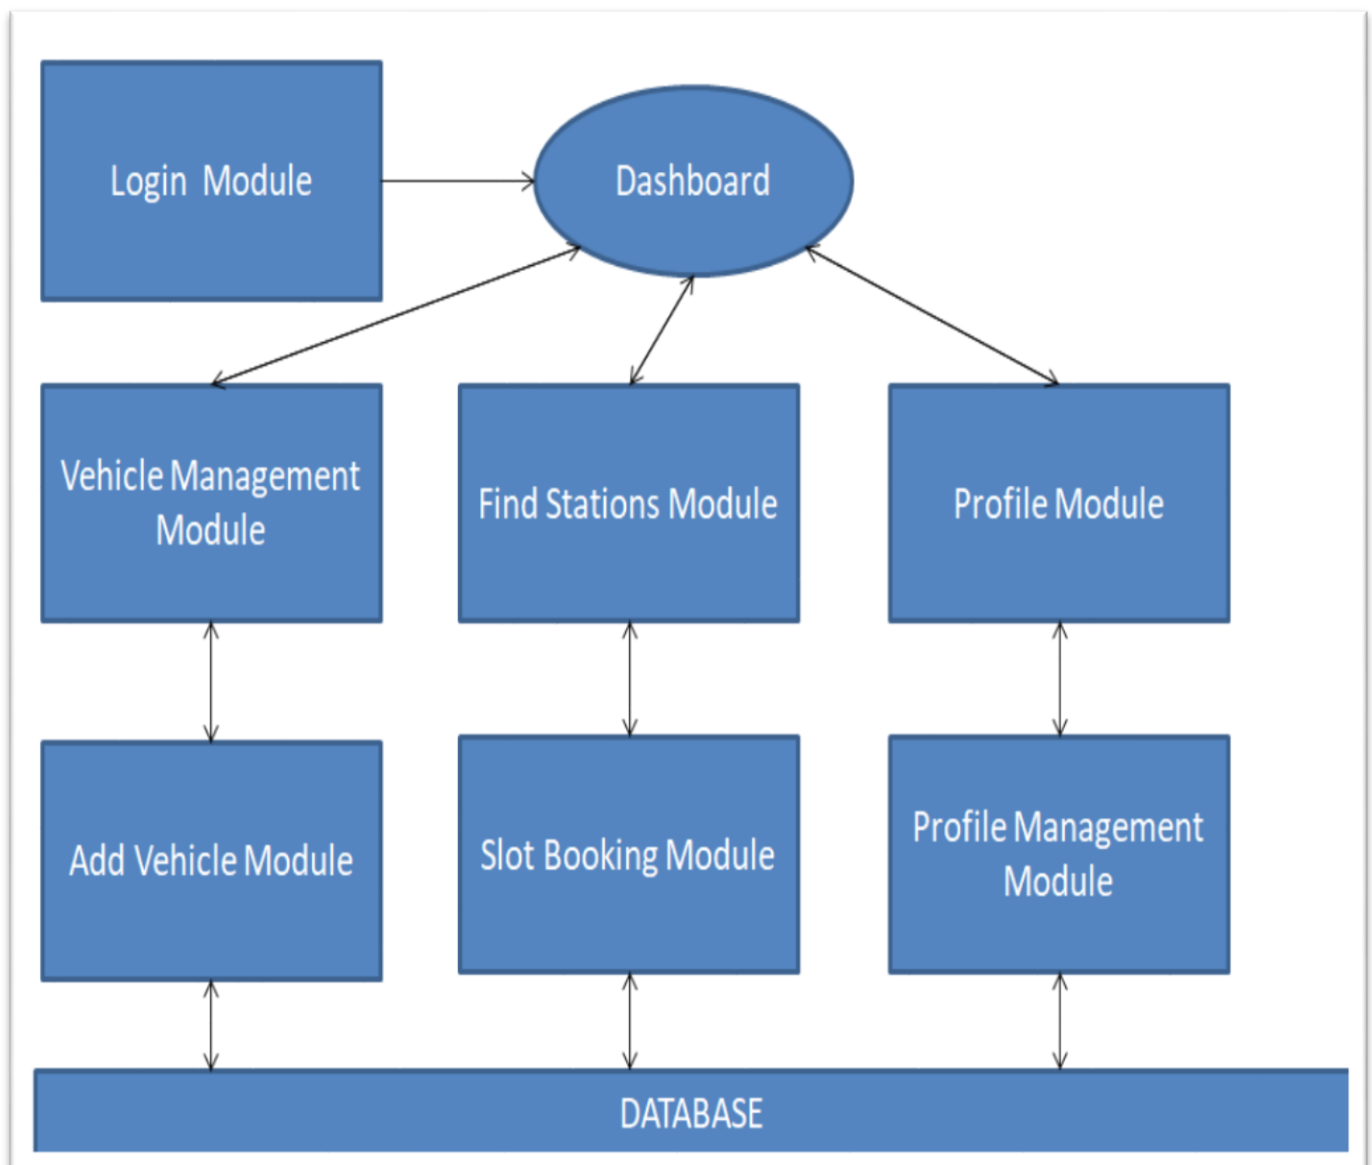 Login Module
Dashboard
Vehicle Management
Module
Find Stations Module
Profile Module
Add Vehicle Module
Slot Booking Module
Profile Management
Module
DATABASE